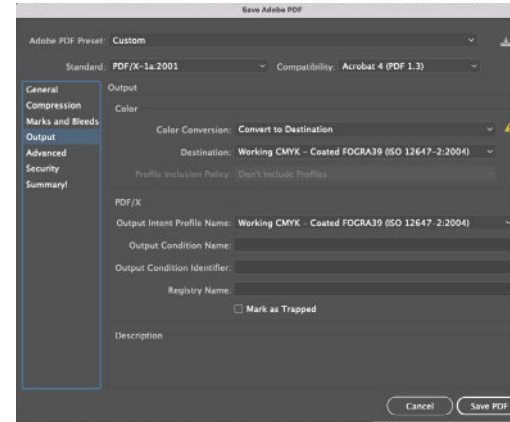 Save Adobe PDF
Adobe PDF Preset: Custom
Standard: PDF/X-1a:2001 Compatibility: Acrobat 4 (PDF 1.3)
General Output
Compression Color
Marks and Bleeds
Color Conversion: Convert to Destination
Output
Advanced Destination: Working CMYK - Coated FOGRA39 (ISO 12647-2:2004)
Security Profile Inclusion Policy: Don't Include Profiles
Summary!
PDF/X
Output Intent Profile Name: Working CMYK - Coated FOGRA39 (ISO 12647-2:2004)
Output Condition Name:
Output Condition Identifier:
Registry Name:
Mark as Trapped
Description
Cancel Save PDF